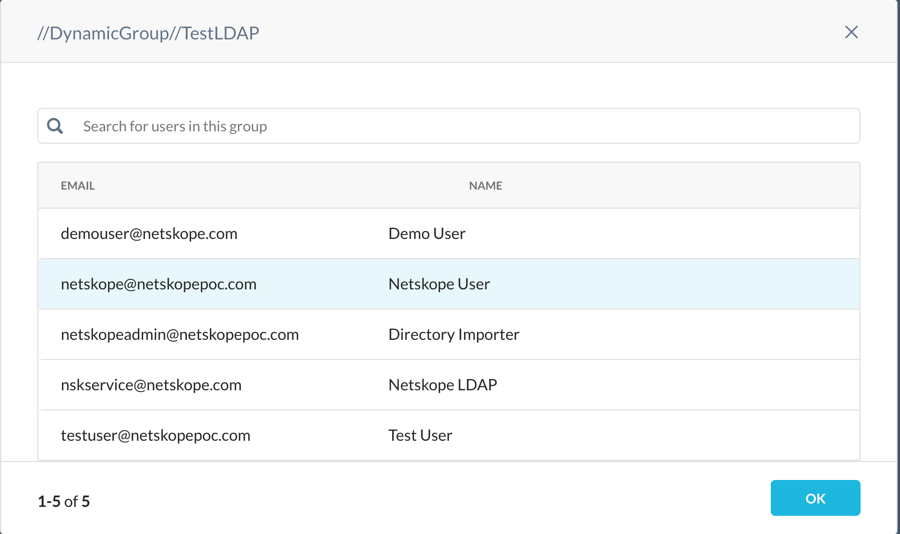 //DynamicGroup//TestLDAP
Search for users in this group
EMAIL NAME
demouser@netskope.com Demo User
netskope@netskopepoc.com Netskope User
netskopeadmin@netskopepoc.com Directory Importer
nskservice@netskope.com Netskope LDAP
testuser@netskopepoc.com Test User
1-5 of 5 OK